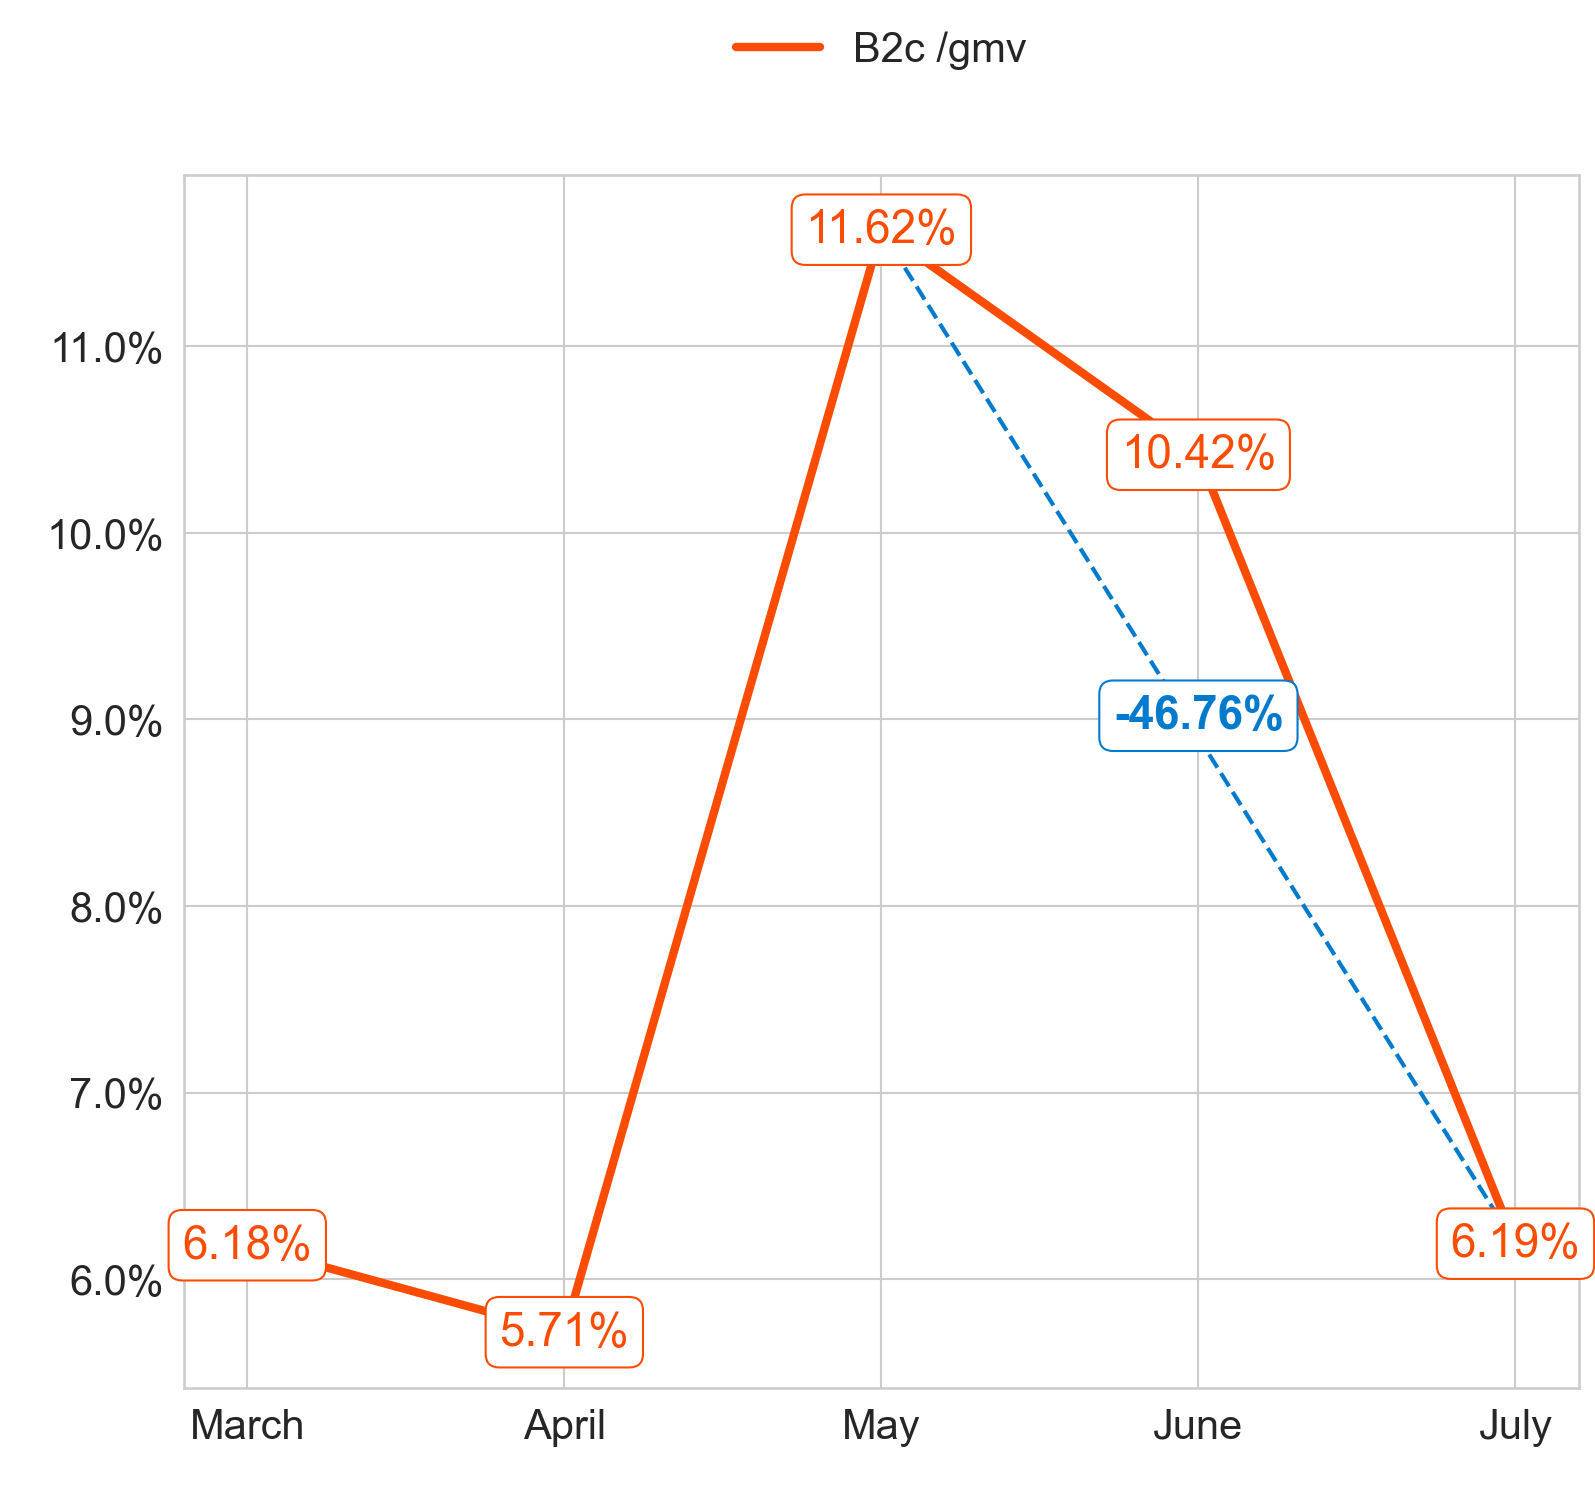 B2c /gmv
11.62%
11.0%
10.42%
10.0%
9.0%
-46.76%
8.0%
7.0%
6.18%
6.19%
6.0%
5.71%
March
April
May
June
July